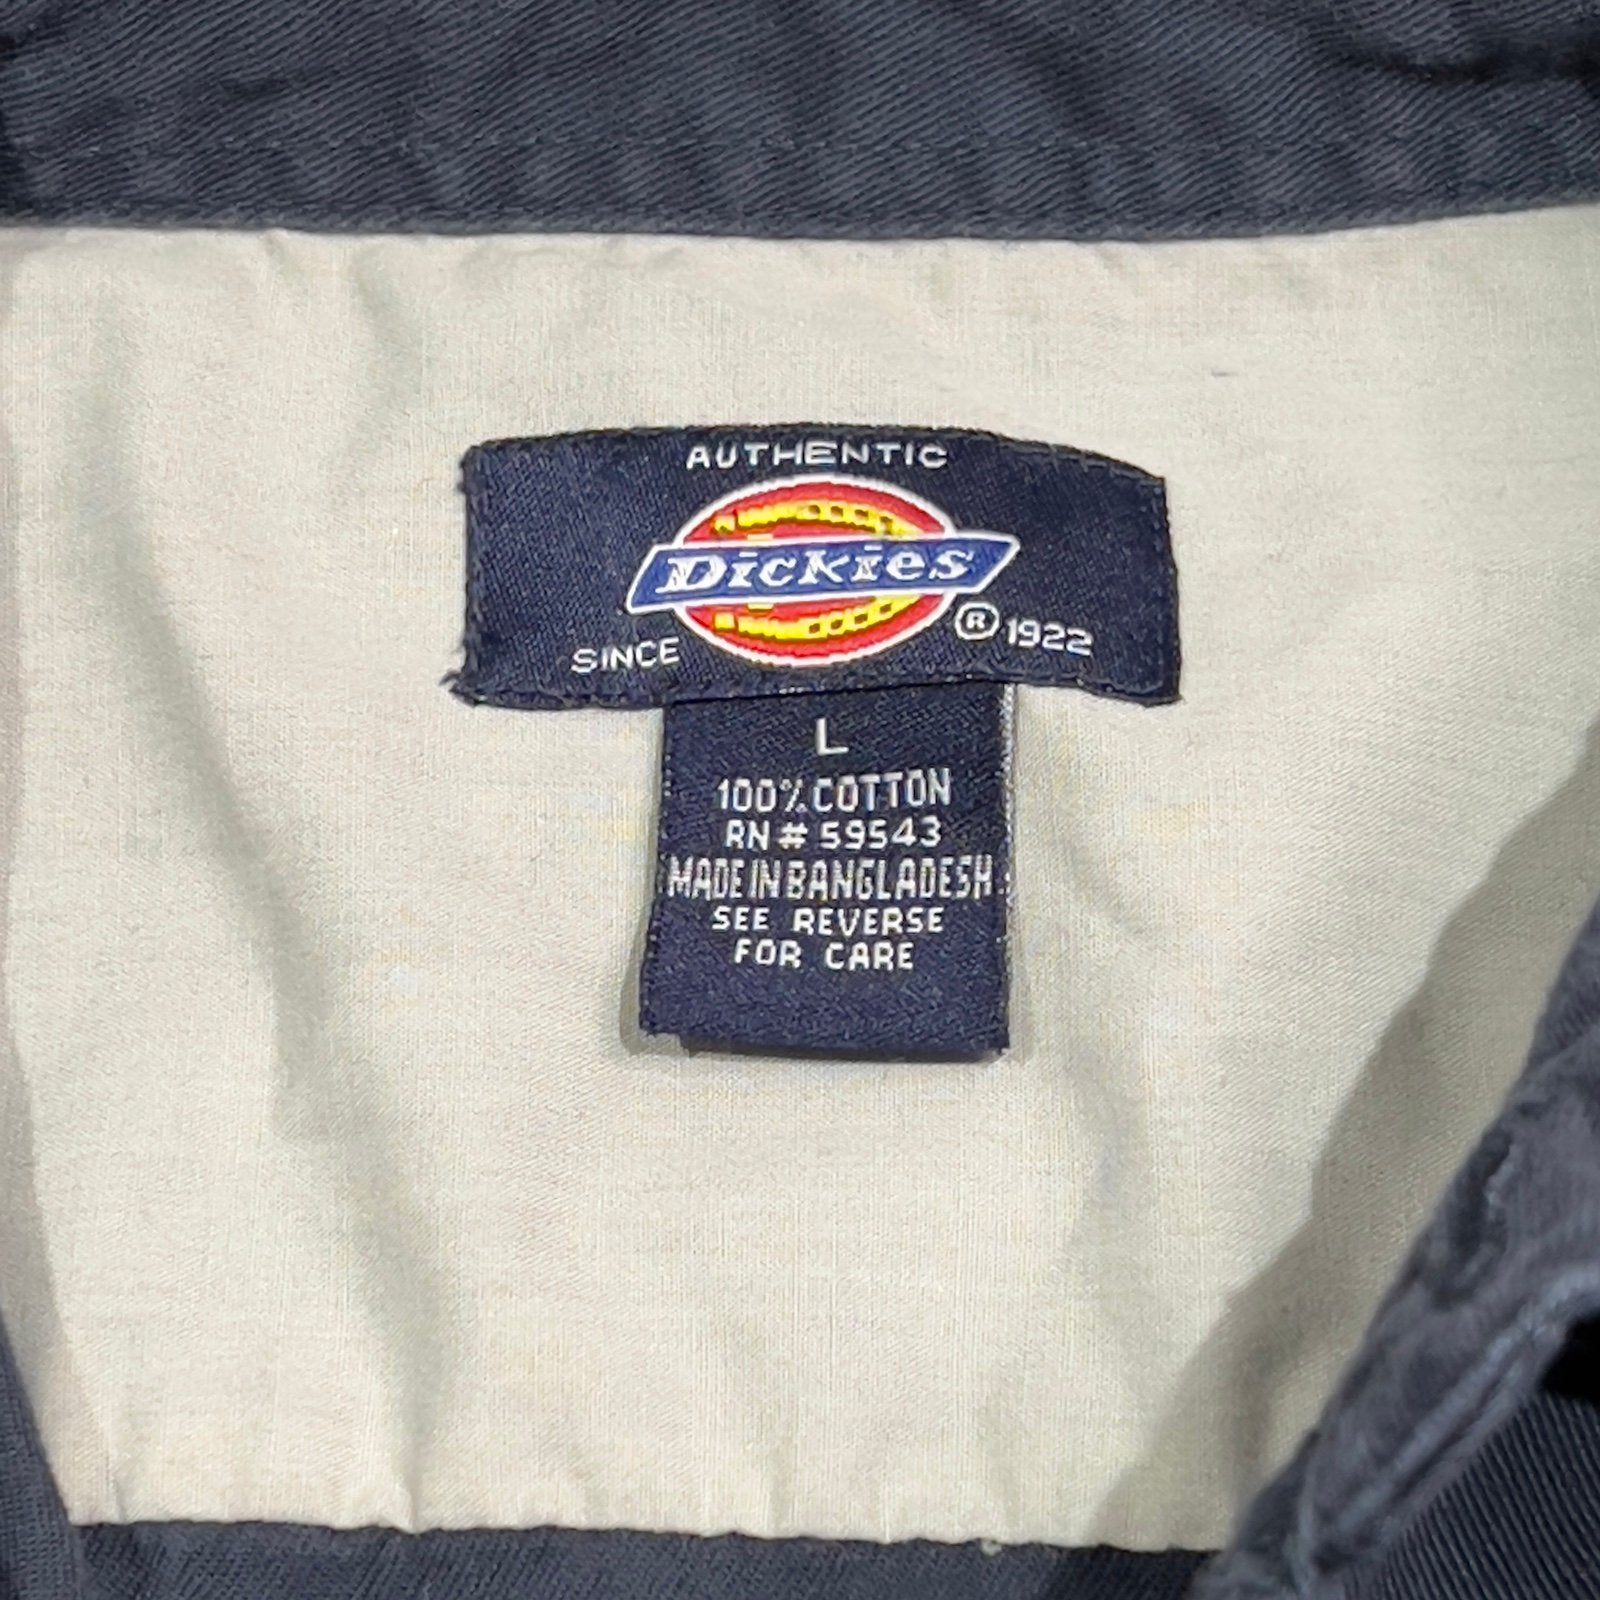 AUTHENTIC
Dickies
SINCE ® 1922
L
100% COTTON
RN # 59543
MADE IN BANGLADESH
SEE REVERSE
FOR CARE